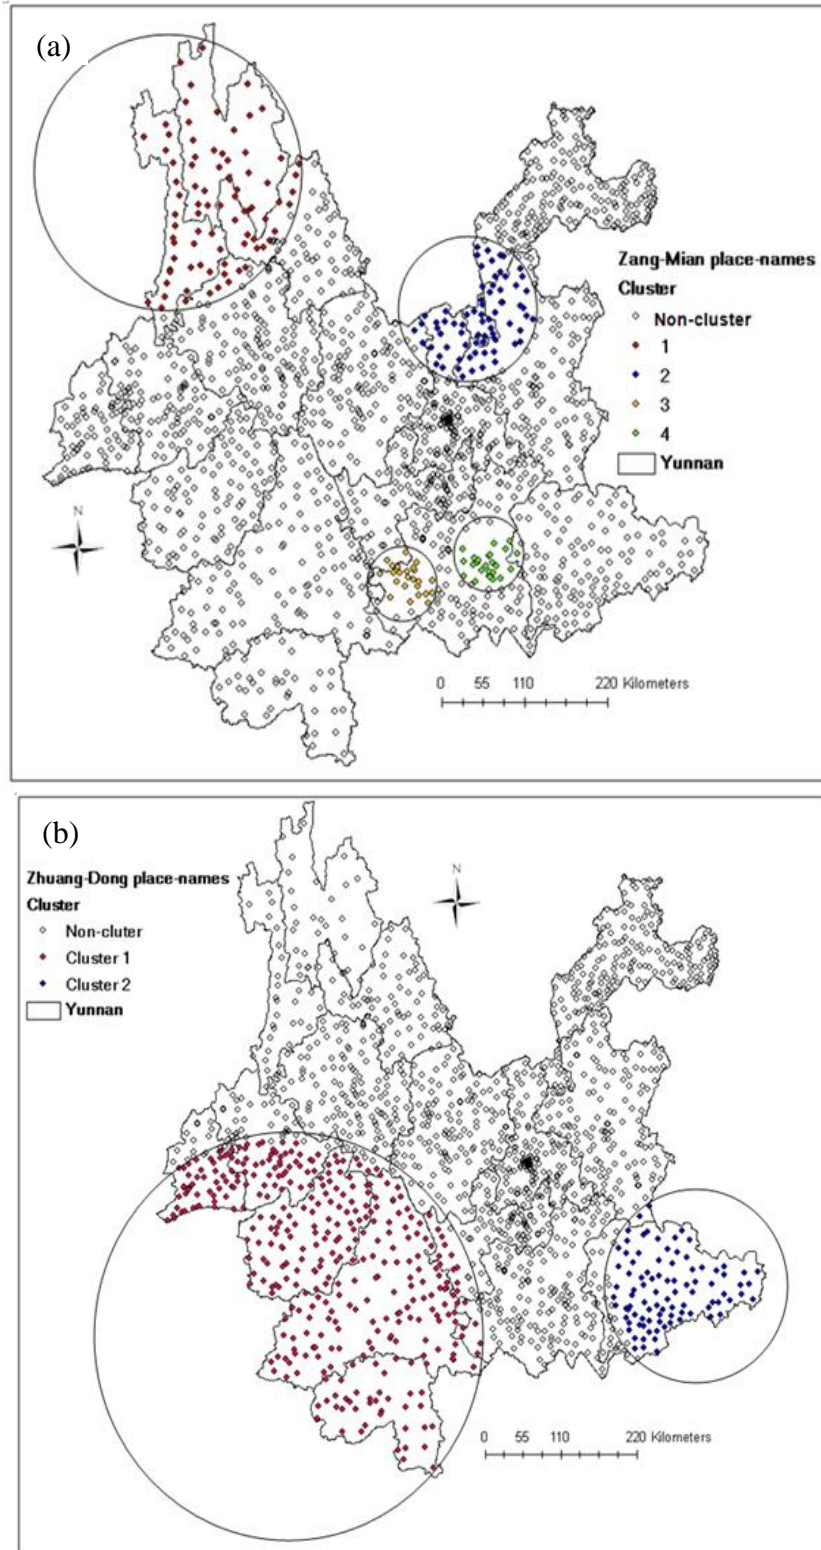 (a)
Zang-Mian place-names
Cluster
Non-cluster
1
2
3
4
Yunnan
N
0 55 110 220 Kilometers
(b)
Zhuang-Dong place-names
Cluster
Non-cluter
Cluster 1
Cluster 2
Yunnan
N
0 55 110 220 Kilometers